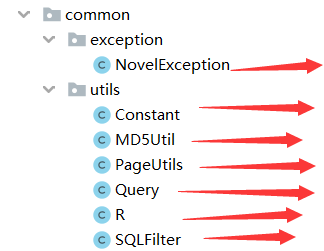 common
exception
NovelException
utils
Constant
MD5Util
PageUtils
Query
R
SQLFilter